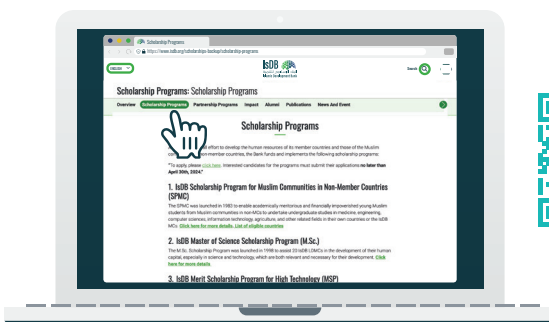 Scholarship Programs
https://www.isdb.org/scholarships-lookup/scholarship-programs
ENGLISH
IsDB
Islamic Development Bank
Search
Scholarship Programs: Scholarship Programs
Overview Scholarship Programs Partnership Programs Impact Alumni Publications News And Event
Scholarship Programs
effort to develop the human resources of its member countries and those of the Muslim
non-member countries, the Bank funds and implements the following scholarship programs:
"To apply please click here. Interested candidates for the programs must submit their applications no later than
April 30th, 2024."
1. IsDB Scholarship Program for Muslim Communities in Non-Member Countries
(SPMC)
The SPMC was launched in 1983 to enable academically meritorious and financially impoverished young Muslim
students from Muslim communities in non-MCs to undertake undergraduate studies in medicine, engineering,
computer sciences, information technology, agriculture, and other related fields in their own countries or the IsDB
MCs. Click here for more details. List of eligible countries
2. IsDB Master of Science Scholarship Program (M.Sc.)
The M.Sc. Scholarship Program was launched in 1998 to assist 20 IsDB LDMCs in the development of their human
capital, especially in science and technology, which are both relevant and necessary for their development. Click
here for more details
3. IsDB Merit Scholarship Program for High Technology (MSP)